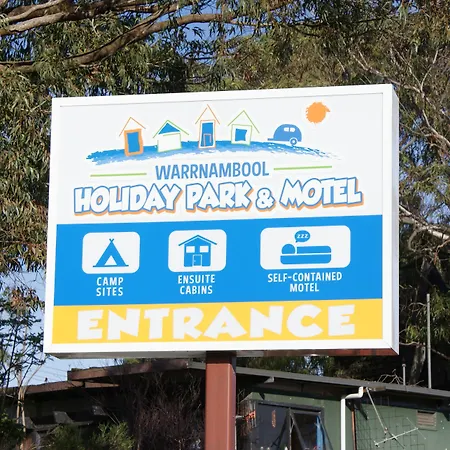 WARRNAMBOOL
HOLIDAY PARK & MOTEL
CAMP
SITES
ENSUITE
CABINS
zzz
SELF-CONTAINED
MOTEL
ENTRANCE